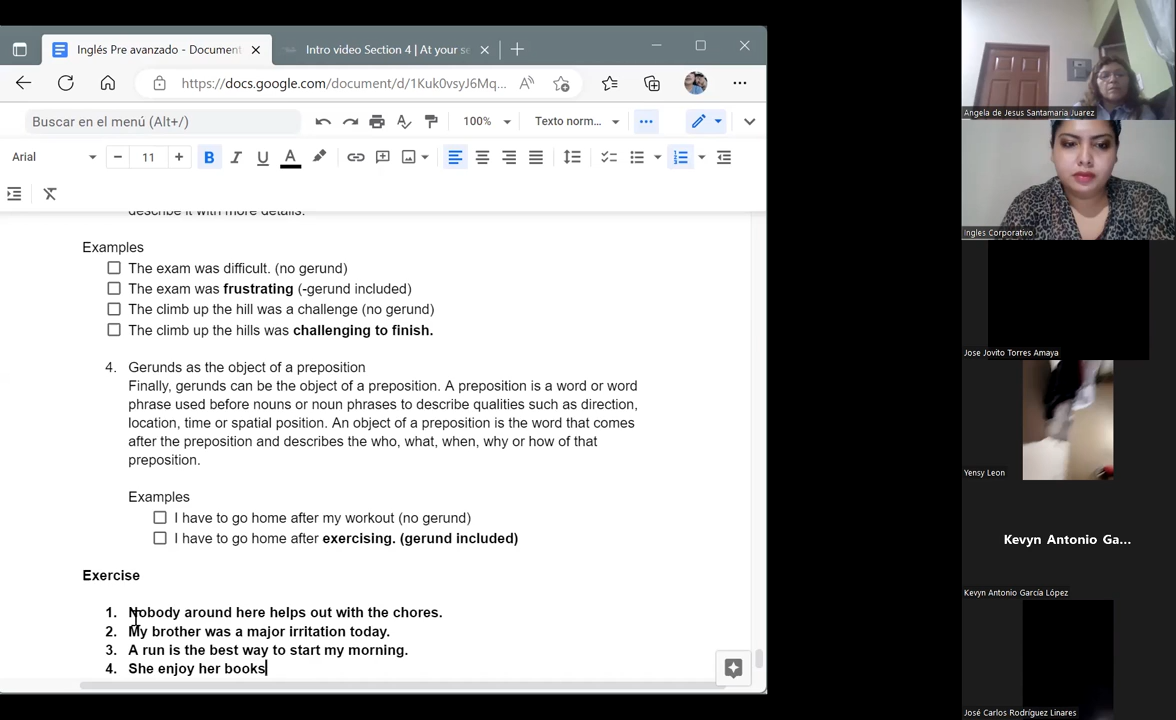 Inglés Pre avanzado - Document
Intro video Section 4 | At your se
https://docs.google.com/document/d/1Kuk0vsyJ6Mq...
Buscar en el menú (Alt+/)
100%
Texto norm...
Arial
11
describe it with more details.
Examples
The exam was difficult. (no gerund)
The exam was frustrating (-gerund included)
The climb up the hill was a challenge (no gerund)
The climb up the hills was challenging to finish.
4. Gerunds as the object of a preposition
Finally, gerunds can be the object of a preposition. A preposition is a word or word
phrase used before nouns or noun phrases to describe qualities such as direction,
location, time or spatial position. An object of a preposition is the word that comes
after the preposition and describes the who, what, when, why or how of that
preposition.
Examples
I have to go home after my workout (no gerund)
I have to go home after exercising. (gerund included)
Exercise
1. Nobody around here helps out with the chores.
2. My brother was a major irritation today.
3. A run is the best way to start my morning.
4. She enjoy her books
Angela de Jesus Santamaria Juarez
Ingles Corporativo
Jose Jovito Torres Amaya
Yensy Leon
Kevyn Antonio Ga...
Kevyn Antonio García López
José Carlos Rodríguez Linares